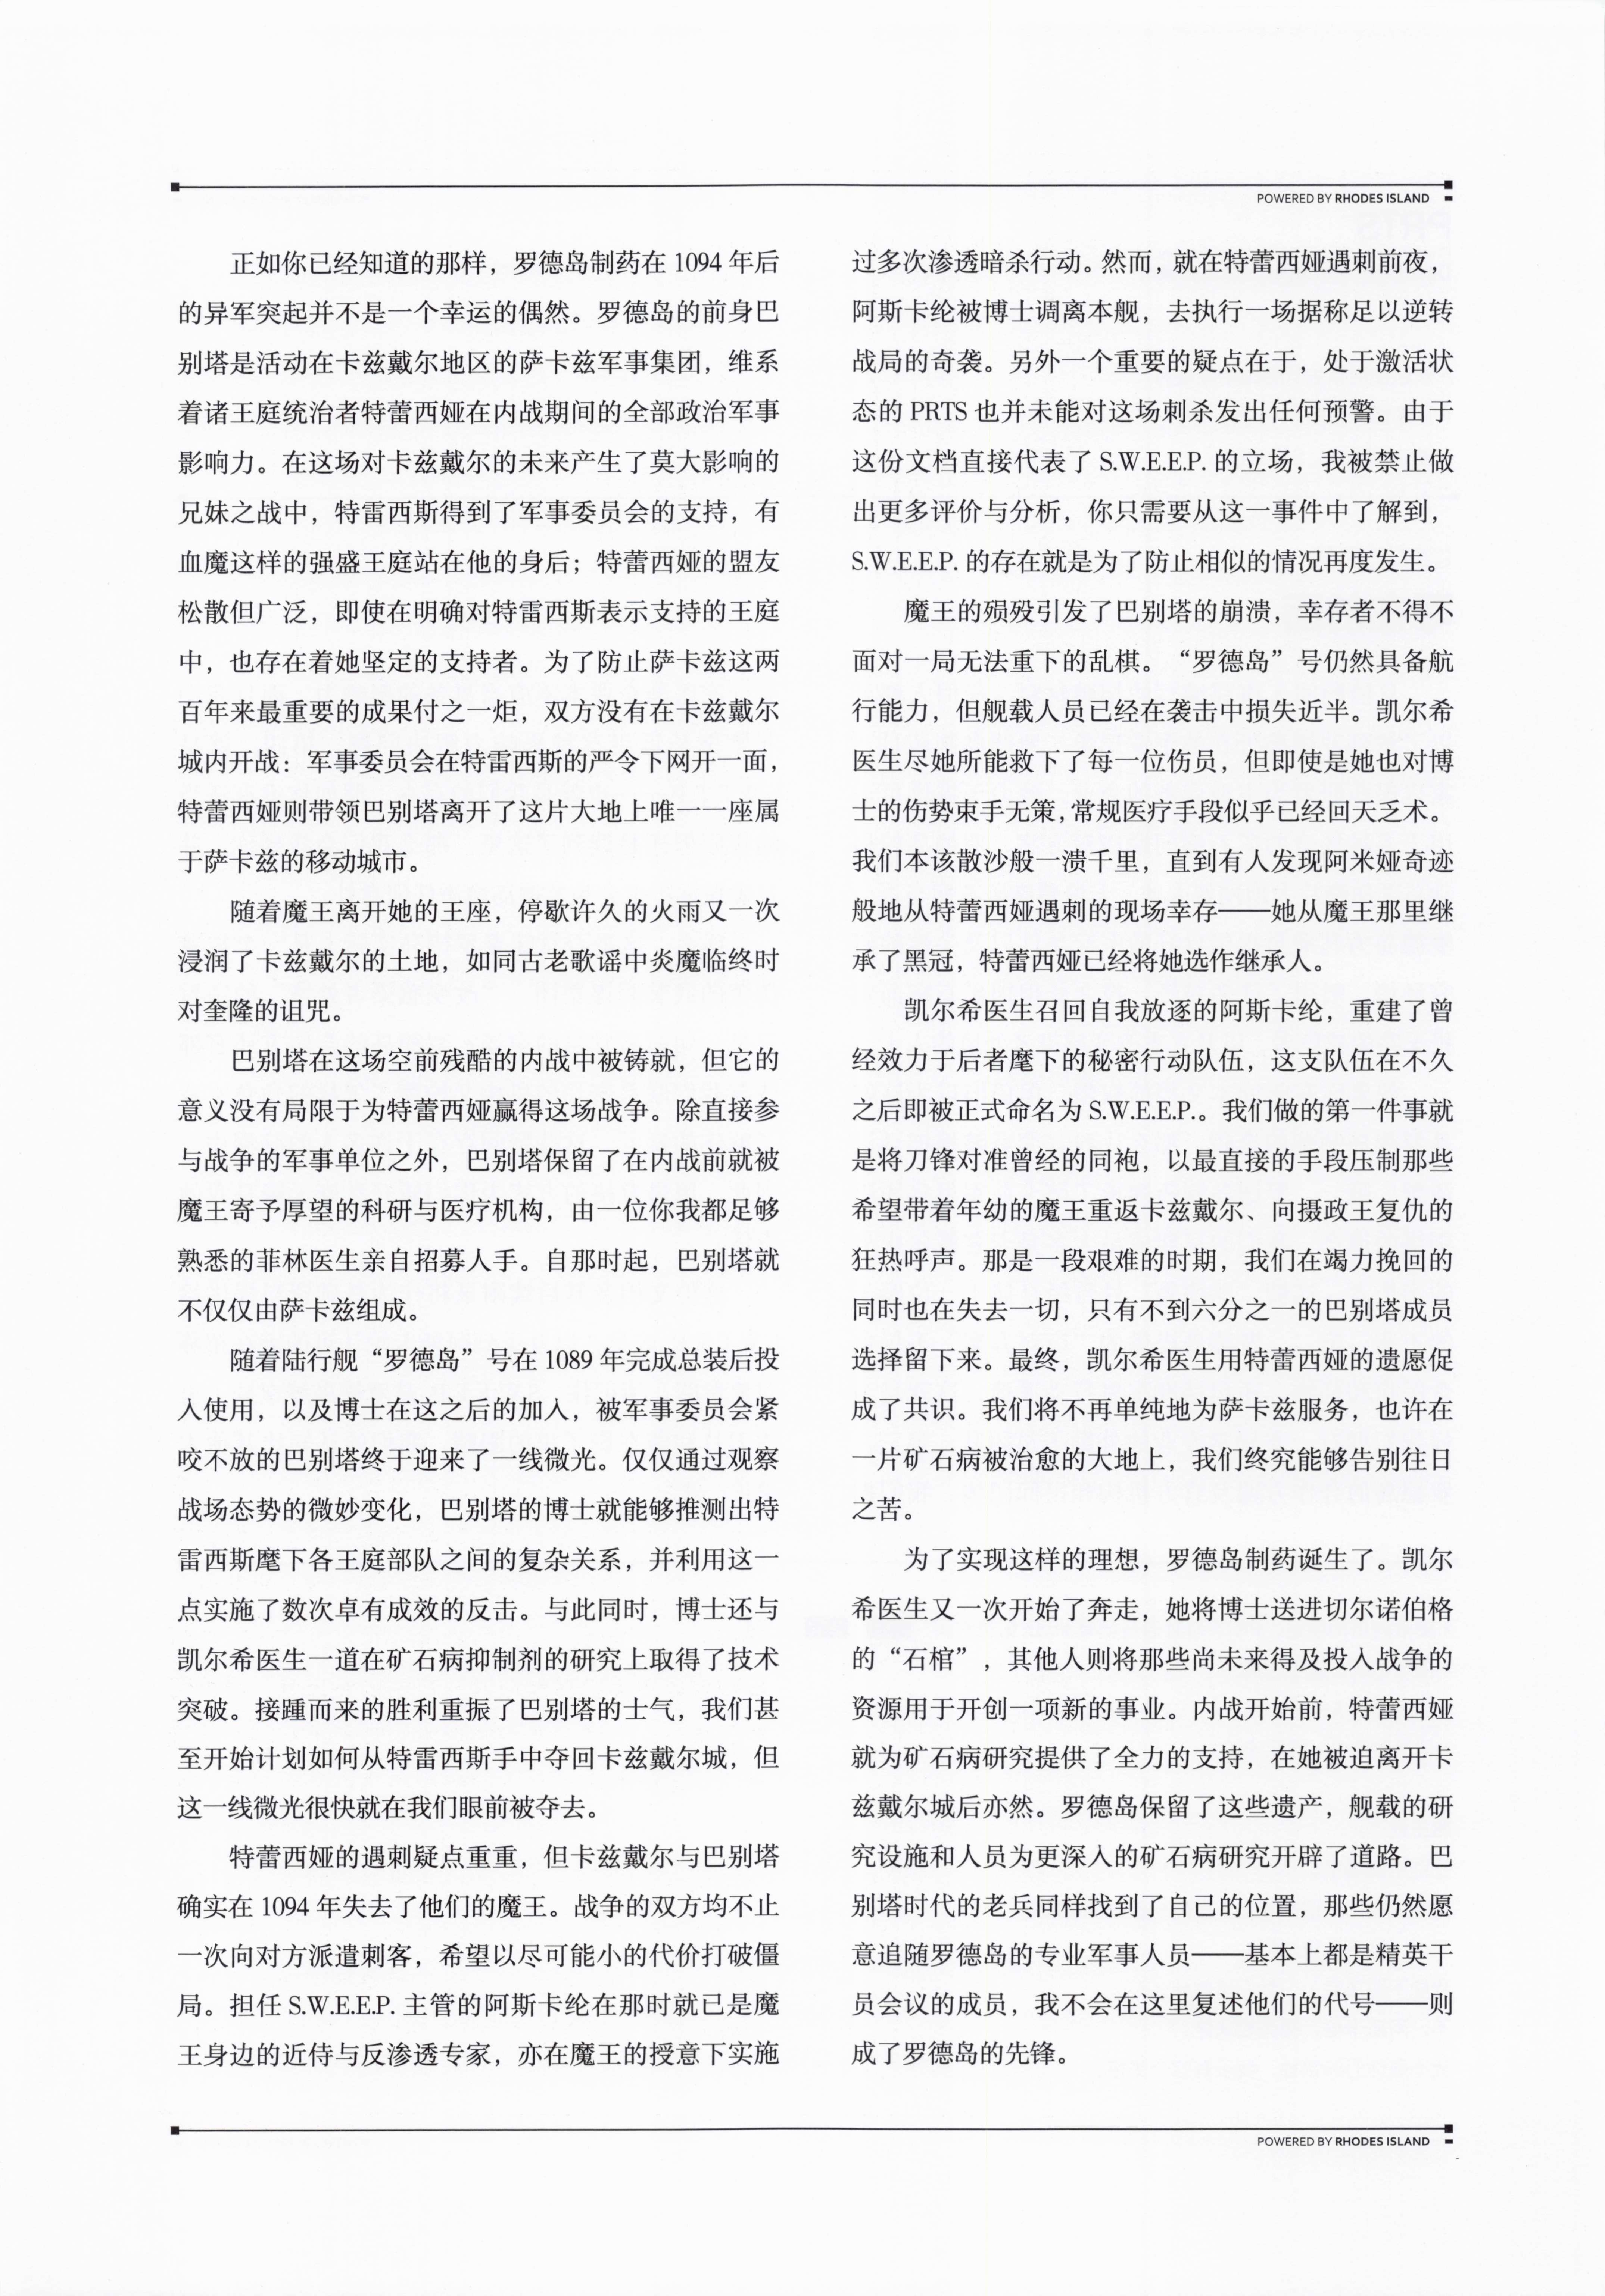 POWERED BY RHODES ISLAND
正如你已经知道的那样，罗德岛制药在 1094 年后
的异军突起并不是一个幸运的偶然。罗德岛的前身巴
别塔是活动在卡兹戴尔地区的萨卡兹军事集团，维系
着诸王庭统治者特蕾西娅在内战期间的全部政治军事
影响力。在这场对卡兹戴尔的未来产生了莫大影响的
兄妹之战中，特雷西斯得到了军事委员会的支持，有
血魔这样的强盛王庭站在他的身后；特蕾西娅的盟友
松散但广泛，即使在明确对特雷西斯表示支持的王庭
中，也存在着她坚定的支持者。为了防止萨卡兹这两
百年来最重要的成果付之一炬，双方没有在卡兹戴尔
城内开战：军事委员会在特雷西斯的严令下网开一面，
特蕾西娅则带领巴别塔离开了这片大地上唯一一座属
于萨卡兹的移动城市。
随着魔王离开她的王座，停歇许久的火雨又一次
浸润了卡兹戴尔的土地，如同古老歌谣中炎魔临终时
对奎隆的诅咒。
巴别塔在这场空前残酷的内战中被铸就，但它的
意义没有局限于为特蕾西娅赢得这场战争。除直接参
与战争的军事单位之外，巴别塔保留了在内战前就被
魔王寄予厚望的科研与医疗机构，由一位你我都足够
熟悉的菲林医生亲自招募人手。自那时起，巴别塔就
不仅仅由萨卡兹组成。
随着陆行舰“罗德岛”号在 1089 年完成总装后投
入使用，以及博士在这之后的加入，被军事委员会紧
咬不放的巴别塔终于迎来了一线微光。仅仅通过观察
战场态势的微妙变化，巴别塔的博士就能够推测出特
雷西斯麾下各王庭部队之间的复杂关系，并利用这一
点实施了数次卓有成效的反击。与此同时，博士还与
凯尔希医生一道在矿石病抑制剂的研究上取得了技术
突破。接踵而来的胜利重振了巴别塔的士气，我们甚
至开始计划如何从特雷西斯手中夺回卡兹戴尔城，但
这一线微光很快就在我们眼前被夺去。
特蕾西娅的遇刺疑点重重，但卡兹戴尔与巴别塔
确实在 1094 年失去了他们的魔王。战争的双方均不止
一次向对方派遣刺客，希望以尽可能小的代价打破僵
局。担任 S.W.E.E.P. 主管的阿斯卡纶在那时就已是魔
王身边的近侍与反渗透专家，亦在魔王的授意下实施
过多次渗透暗杀行动。然而，就在特蕾西娅遇刺前夜，
阿斯卡纶被博士调离本舰，去执行一场据称足以逆转
战局的奇袭。另外一个重要的疑点在于，处于激活状
态的 PRTS 也并未能对这场刺杀发出任何预警。由于
这份文档直接代表了 S.W.E.E.P. 的立场，我被禁止做
出更多评价与分析，你只需要从这一事件中了解到，
S.W.E.E.P. 的存在就是为了防止相似的情况再度发生。
魔王的殒殁引发了巴别塔的崩溃，幸存者不得不
面对一局无法重下的乱棋。“罗德岛”号仍然具备航
行能力，但舰载人员已经在袭击中损失近半。凯尔希
医生尽她所能救下了每一位伤员，但即使是她也对博
士的伤势束手无策，常规医疗手段似乎已经回天乏术。
我们本该散沙般一溃千里，直到有人发现阿米娅奇迹
般地从特蕾西娅遇刺的现场幸存——她从魔王那里继
承了黑冠，特蕾西娅已经将她选作继承人。
凯尔希医生召回自我放逐的阿斯卡纶，重建了曾
经效力于后者麾下的秘密行动队伍，这支队伍在不久
之后即被正式命名为 S.W.E.E.P.。我们做的第一件事就
是将刀锋对准曾经的同袍，以最直接的手段压制那些
希望带着年幼的魔王重返卡兹戴尔、向摄政王复仇的
狂热呼声。那是一段艰难的时期，我们在竭力挽回的
同时也在失去一切，只有不到六分之一的巴别塔成员
选择留下来。最终，凯尔希医生用特蕾西娅的遗愿促
成了共识。我们将不再单纯地为萨卡兹服务，也许在
一片矿石病被治愈的大地上，我们终究能够告别往日
之苦。
为了实现这样的理想，罗德岛制药诞生了。凯尔
希医生又一次开始了奔走，她将博士送进切尔诺伯格
的“石棺”，其他人则将那些尚未来得及投入战争的
资源用于开创一项新的事业。内战开始前，特蕾西娅
就为矿石病研究提供了全力的支持，在她被迫离开卡
兹戴尔城后亦然。罗德岛保留了这些遗产，舰载的研
究设施和人员为更深入的矿石病研究开辟了道路。巴
别塔时代的老兵同样找到了自己的位置，那些仍然愿
意追随罗德岛的专业军事人员——基本上都是精英干
员会议的成员，我不会在这里复述他们的代号——则
成了罗德岛的先锋。
POWERED BY RHODES ISLAND